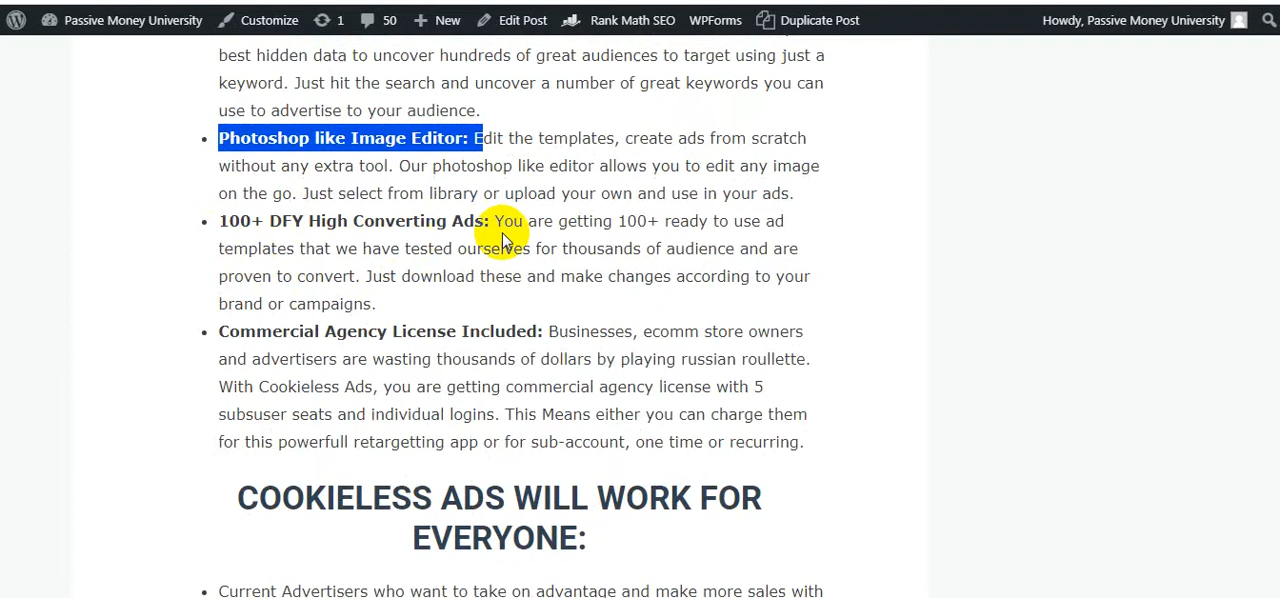 Passive Money University Customize 1 50 New Edit Post Rank Math SEO WPForms Duplicate Post Howdy, Passive Money University
best hidden data to uncover hundreds of great audiences to target using just a
keyword. Just hit the search and uncover a number of great keywords you can
use to advertise to your audience.
• Photoshop like Image Editor: Edit the templates, create ads from scratch
without any extra tool. Our photoshop like editor allows you to edit any image
on the go. Just select from library or upload your own and use in your ads.
• 100+ DFY High Converting Ads: You are getting 100+ ready to use ad
templates that we have tested ourselves for thousands of audience and are
proven to convert. Just download these and make changes according to your
brand or campaigns.
• Commercial Agency License Included: Businesses, ecomm store owners
and advertisers are wasting thousands of dollars by playing russian roullette.
With Cookieless Ads, you are getting commercial agency license with 5
subsuser seats and individual logins. This Means either you can charge them
for this powerfull retargetting app or for sub-account, one time or recurring.
COOKIELESS ADS WILL WORK FOR
EVERYONE:
• Current Advertisers who want to take on advantage and make more sales with